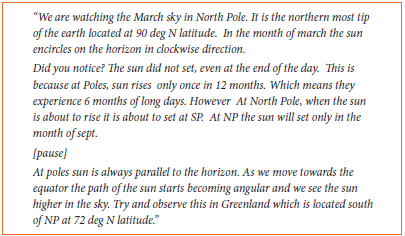 “We are watching the March sky in North Pole. It is the northern most tip
of the earth located at 90 deg N latitude. In the month of march the sun
encircles on the horizon in clockwise direction.
Did you notice? The sun did not set, even at the end of the day. This is
because at Poles, sun rises only once in 12 months. Which means they
experience 6 months of long days. However At North Pole, when the sun
is about to rise it is about to set at SP. At NP the sun will set only in the
month of sept.
[pause]
At poles sun is always parallel to the horizon. As we move towards the
equator the path of the sun starts becoming angular and we see the sun
higher in the sky. Try and observe this in Greenland which is located south
of NP at 72 deg N latitude.”